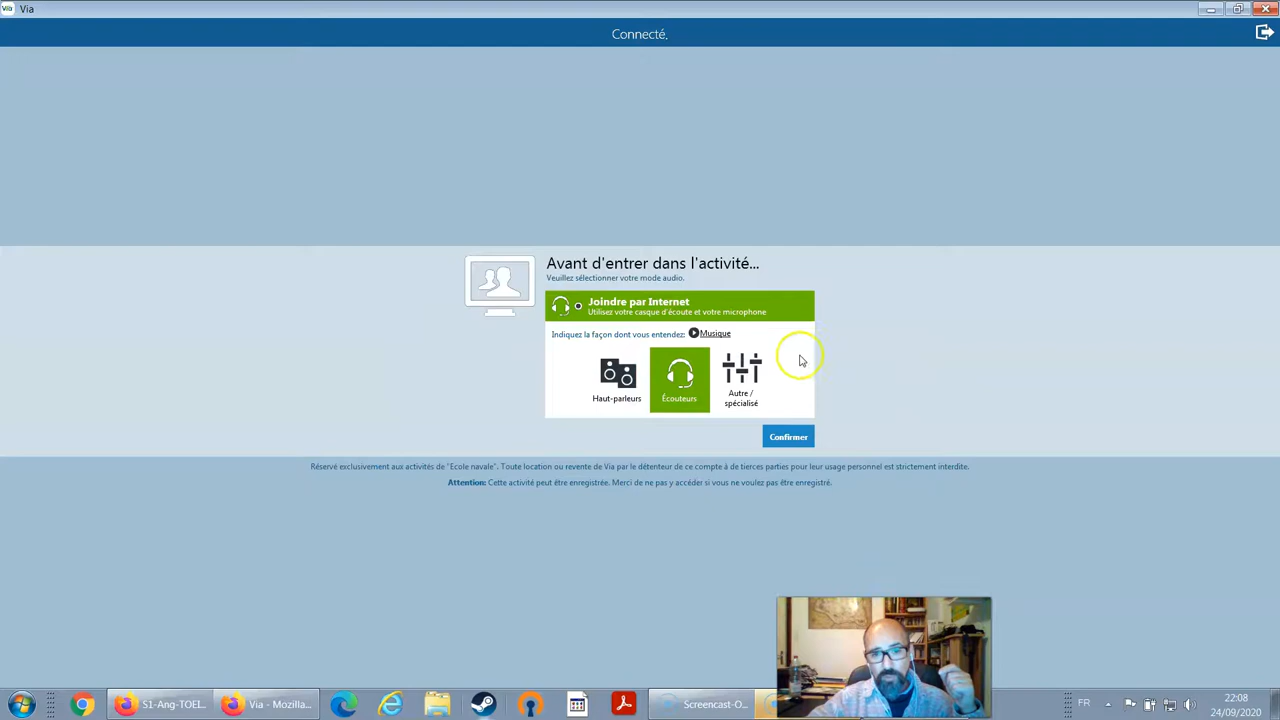 Via
Connecté,
Avant d'entrer dans l'activité...
Veuillez sélectionner votre mode audio.
Joindre par Internet
Utilisez votre casque d'écoute et votre microphone
Indiquez la façon dont vous entendez: Musique
Haut-parleurs
Écouteurs
Autre /
spécialisé
Confirmer
Réservé exclusivement aux activités de "Ecole navale". Toute location ou revente de Via par le détenteur de ce compte à de tierces parties pour leur usage personnel est strictement interdite.
Attention: Cette activité peut être enregistrée. Merci de ne pas y accéder si vous ne voulez pas être enregistré.
S1-Ang-TOEI...
Via - Mozilla...
Screencast-O...
FR
22:08
24/09/2020